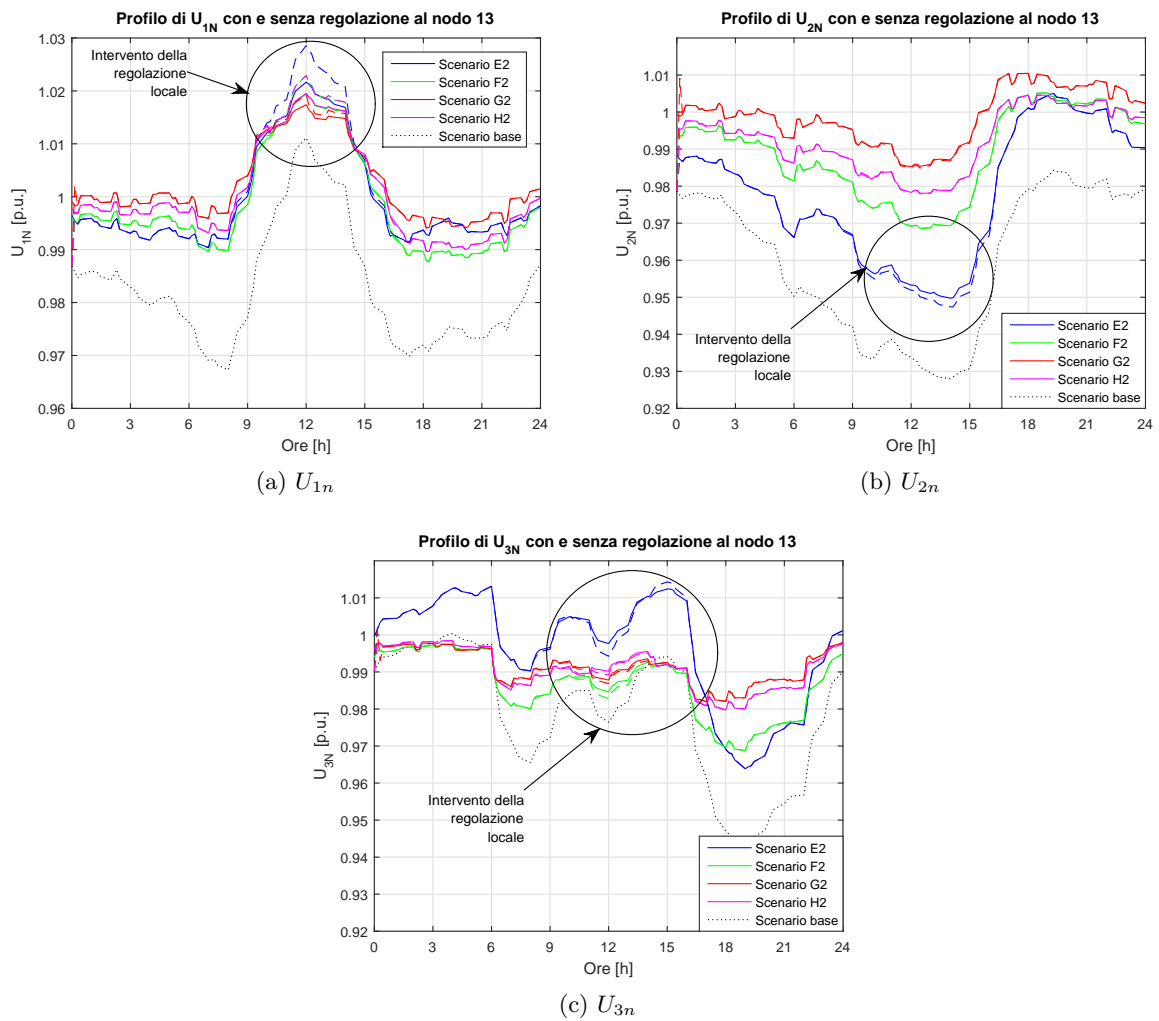 Profilo di U1N con e senza regolazione al nodo 13
1.03
1.02
1.01
1
0.99
0.98
0.97
0.96
U1N [p.u.]
Intervento della
regolazione
locale
Scenario E2
Scenario F2
Scenario G2
Scenario H2
Scenario base
0 3 6 9 12 15 18 21 24
Ore [h]
(a) U1n
Profilo di U2N con e senza regolazione al nodo 13
1.01
1
0.99
0.98
0.97
0.96
0.95
0.94
0.93
0.92
U2N [p.u.]
Intervento della
regolazione
locale
Scenario E2
Scenario F2
Scenario G2
Scenario H2
Scenario base
0 3 6 9 12 15 18 21 24
Ore [h]
(b) U2n
Profilo di U3N con e senza regolazione al nodo 13
1.01
1
0.99
0.98
0.97
0.96
0.95
0.94
0.93
0.92
U3N [p.u.]
Intervento della
regolazione
locale
Scenario E2
Scenario F2
Scenario G2
Scenario H2
Scenario base
0 3 6 9 12 15 18 21 24
Ore [h]
(c) U3n